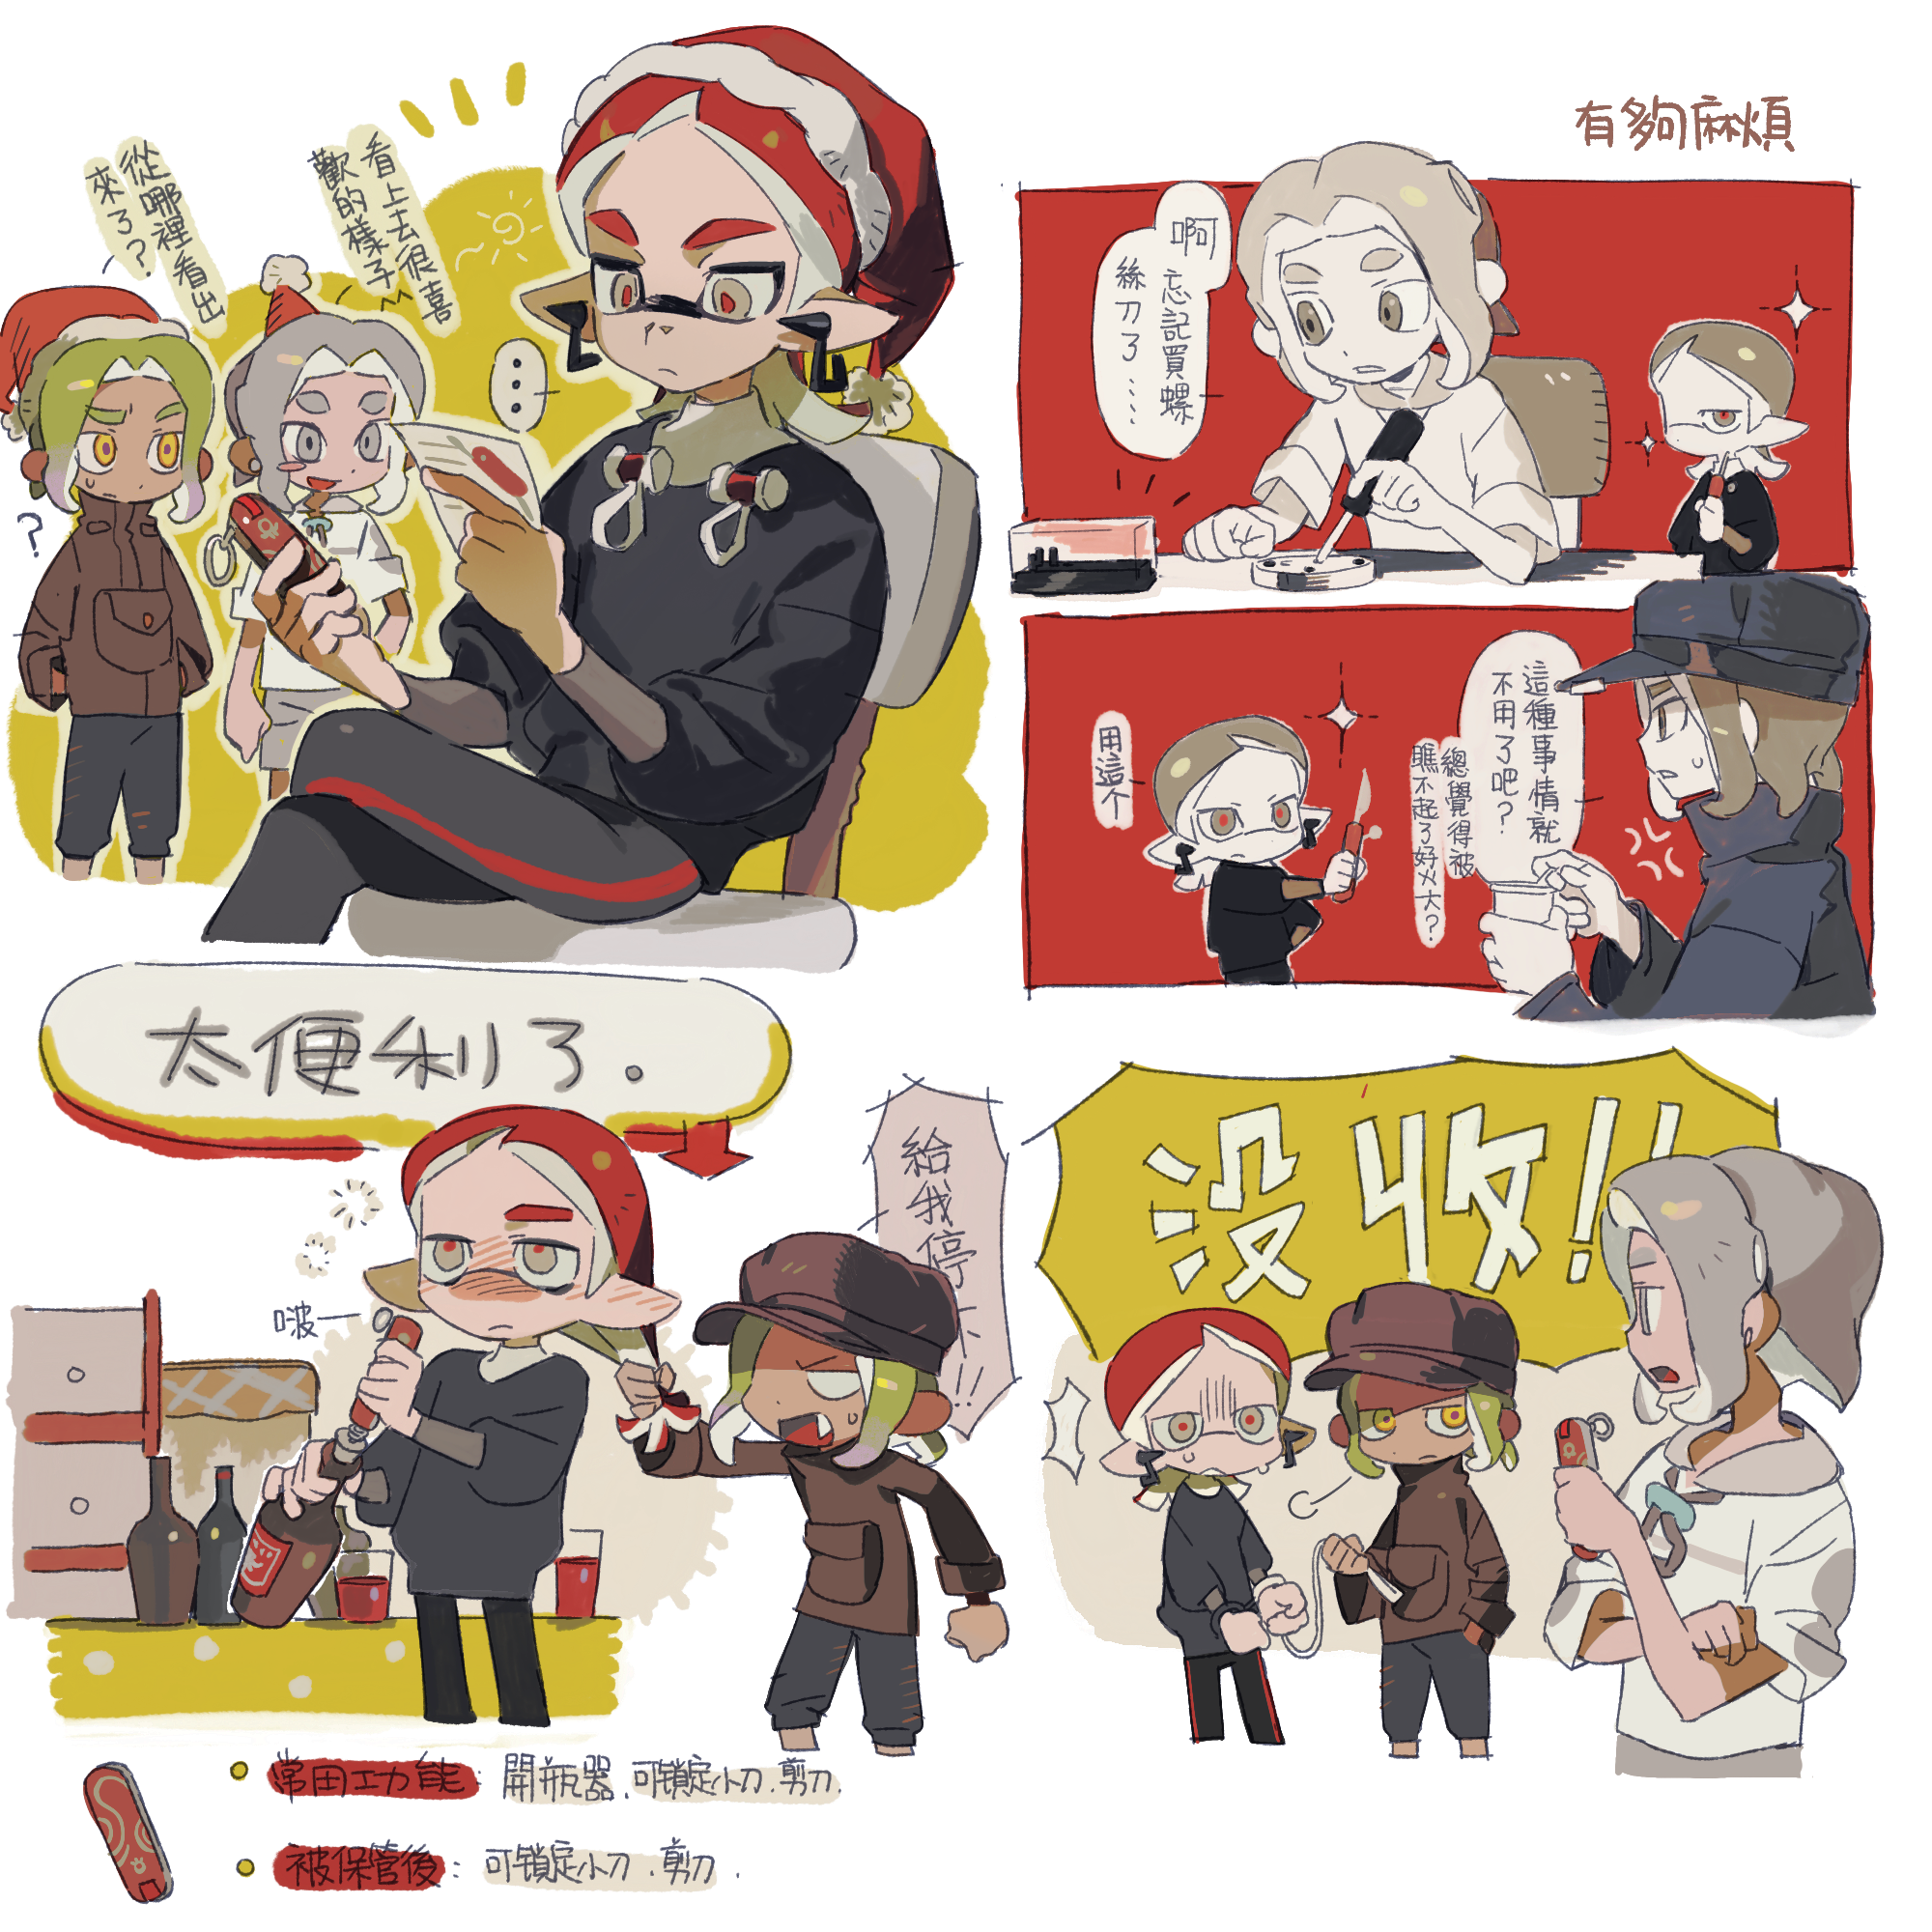 看上去很喜
歡的樣子
從哪裡看出
來了?
?
...
有夠麻煩
啊
忘記買螺
絲刀了……
用這个
這種事情就
不用了吧?
總覺得被
瞧不起了好火大?
太便利了.
啵
給我停下!!
没收!!
常用功能:開瓶器.可鎖定小刀.剪刀.
被保管後:可鎖定小刀.剪刀.